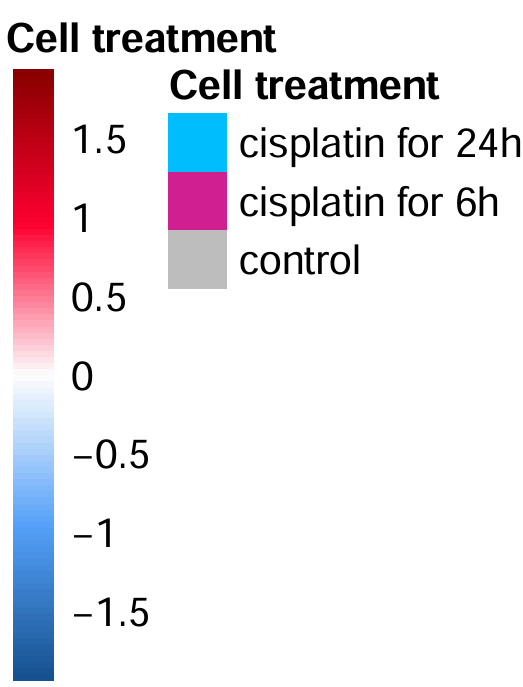 Cell treatment
Cell treatment
1.5
cisplatin for 24h
1
cisplatin for 6h
control
0.5
0
−0.5
−1
−1.5